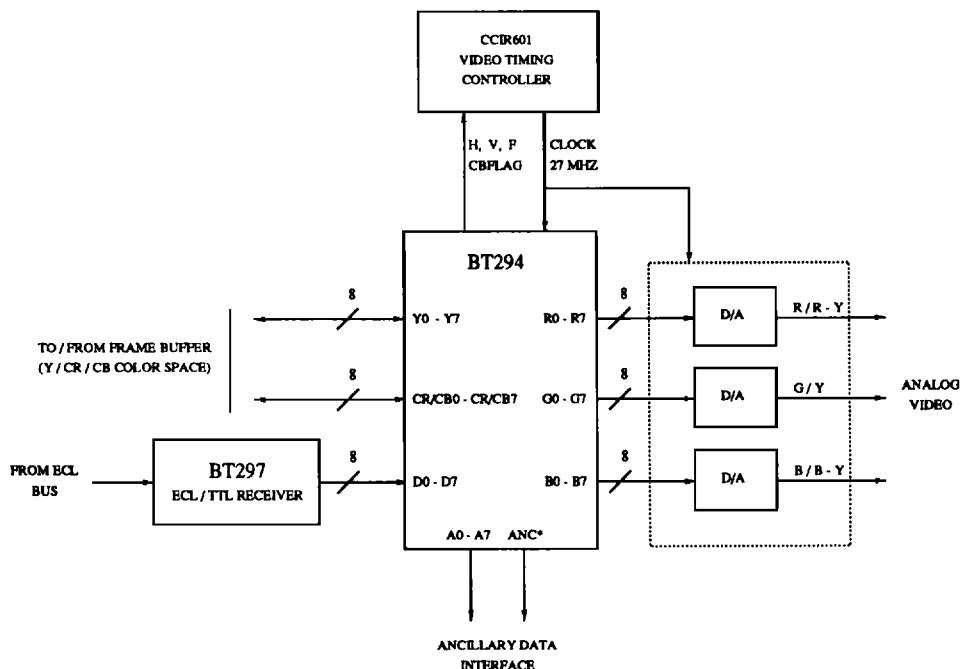 CCIR601
VIDEO TIMING
CONTROLLER
H, V, F
CBFLAG
CLOCK
27 MHZ
BT294
8
Y0 - Y7
R0 - R7
8
D/A
R / R - Y
TO / FROM FRAME BUFFER
(Y / CR / CB COLOR SPACE)
8
CR/CB0 - CR/CB7
G0 - G7
8
D/A
G / Y
ANALOG
VIDEO
FROM ECL
BUS
BT297
ECL / TTL RECEIVER
8
D0 - D7
B0 - B7
8
D/A
B / B - Y
A0 - A7
ANC*
ANCILLARY DATA
INTERFACE